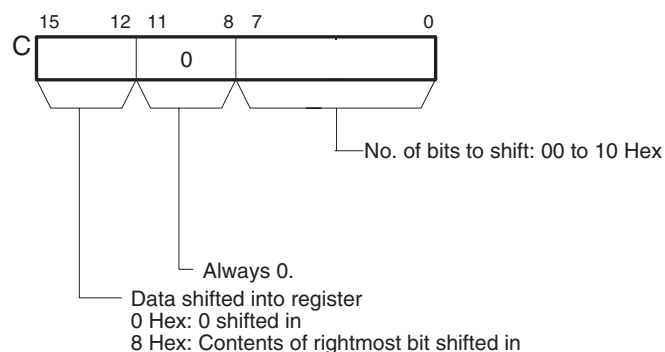 15 12 11 8 7 0
C
0
No. of bits to shift: 00 to 10 Hex
Always 0.
Data shifted into register
0 Hex: 0 shifted in
8 Hex: Contents of rightmost bit shifted in